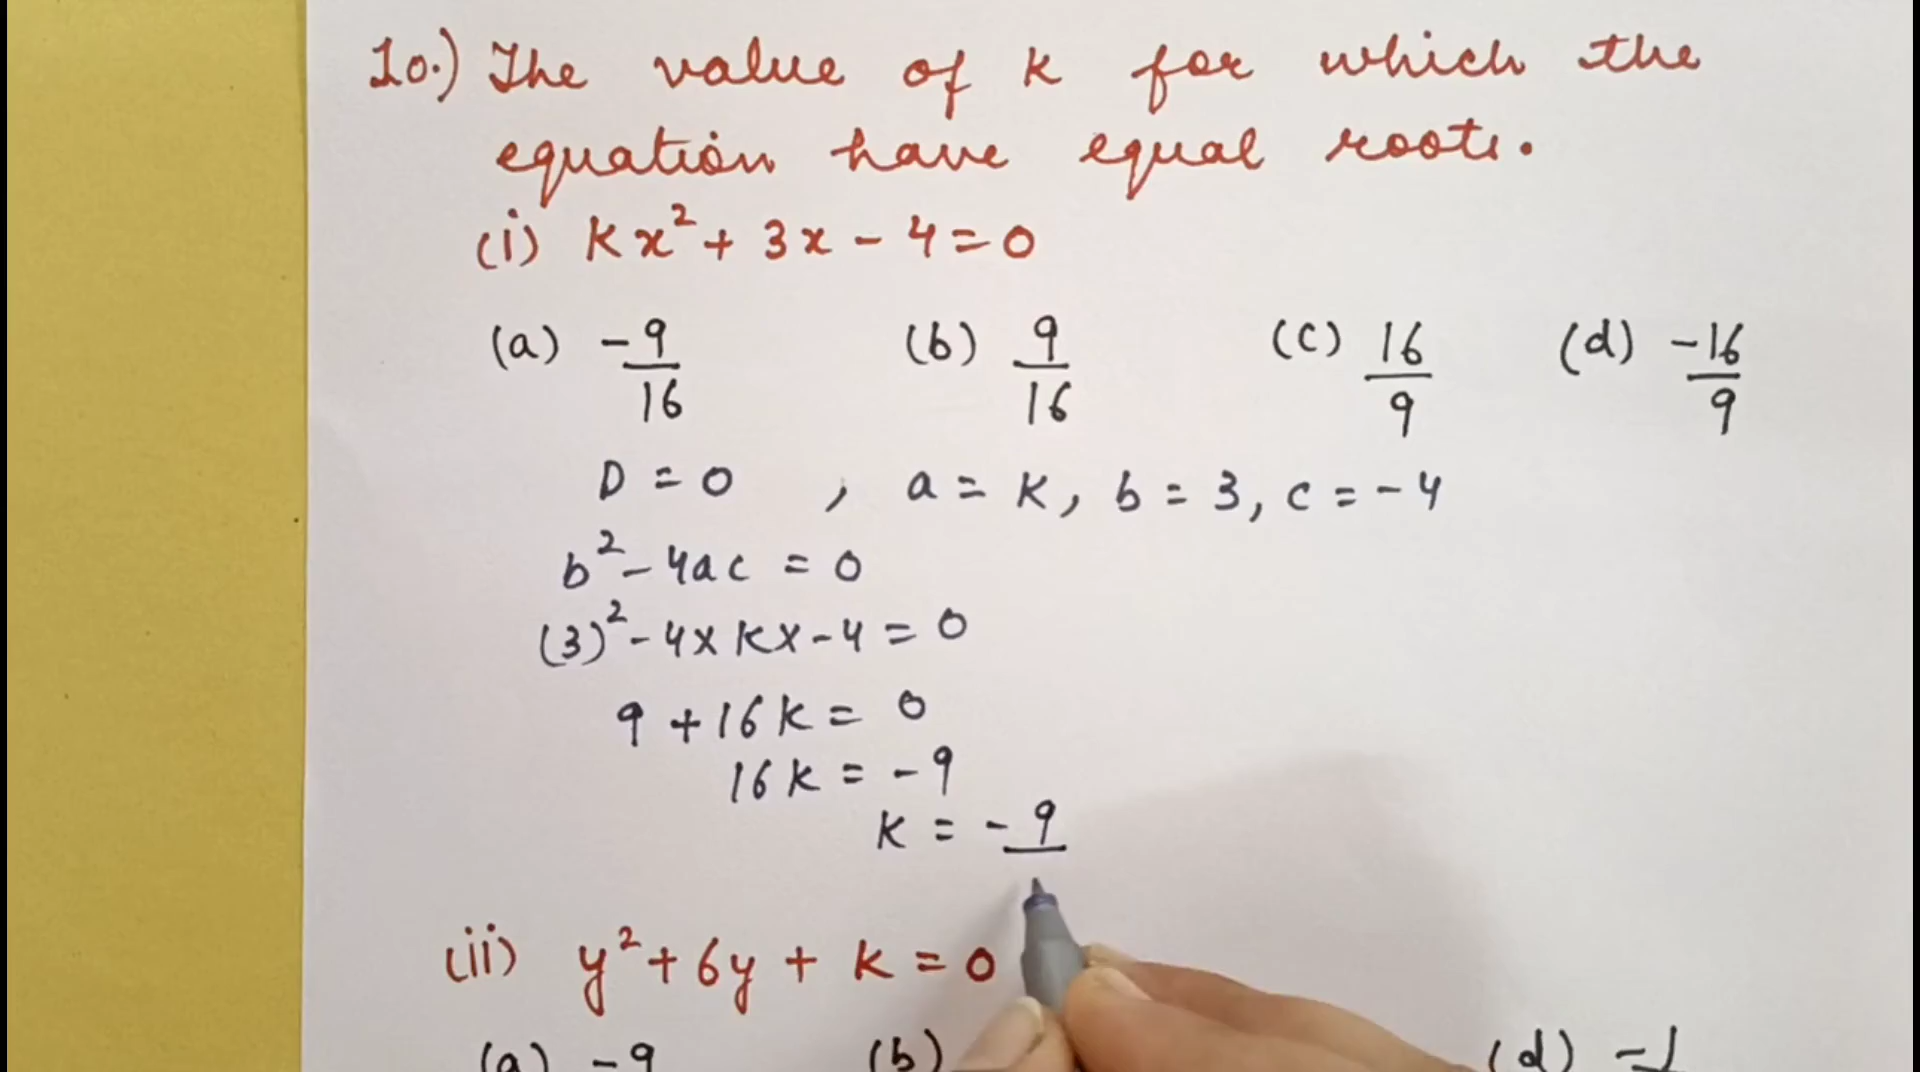 10.) The value of k for which the
equation have equal roots.
(i) kx² + 3x - 4 = 0
(a) -9/16 (b) 9/16 (c) 16/9 (d) -16/9
D = 0 , a = k, b = 3, c = -4
b² - 4ac = 0
(3)² - 4 x k x - 4 = 0
9 + 16k = 0
16k = -9
k = -9
(ii) y² + 6y + k = 0
(a) -9 (b) (d)